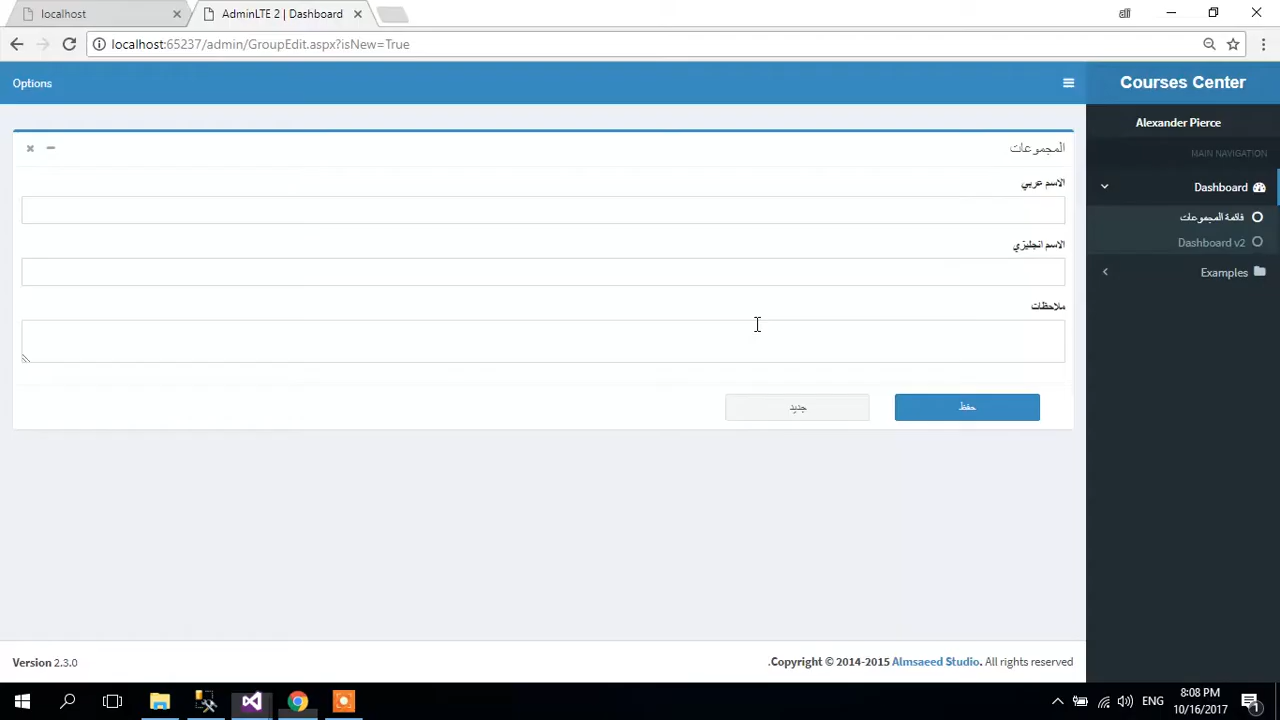 localhost
AdminLTE 2 | Dashboard
localhost:65237/admin/GroupEdit.aspx?isNew=True
Options
Courses Center
Alexander Pierce
MAIN NAVIGATION
Dashboard
قائمة المجموعات
Dashboard v2
Examples
المجموعات
الاسم عربي
الاسم انجليزي
ملاحظات
حفظ
جديد
Version 2.3.0
.Copyright © 2014-2015 Almsaeed Studio. All rights reserved
ENG
8:08 PM
10/16/2017
1